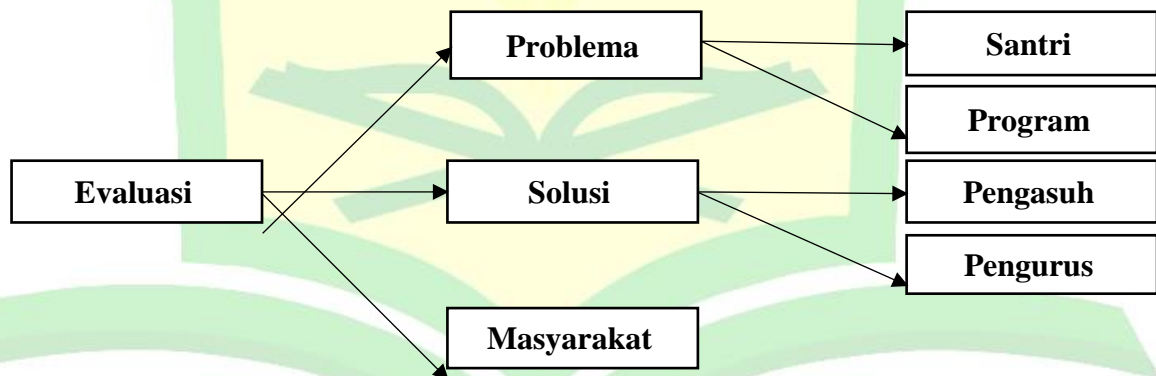 Problema
Santri
Program
Evaluasi
Solusi
Pengasuh
Pengurus
Masyarakat